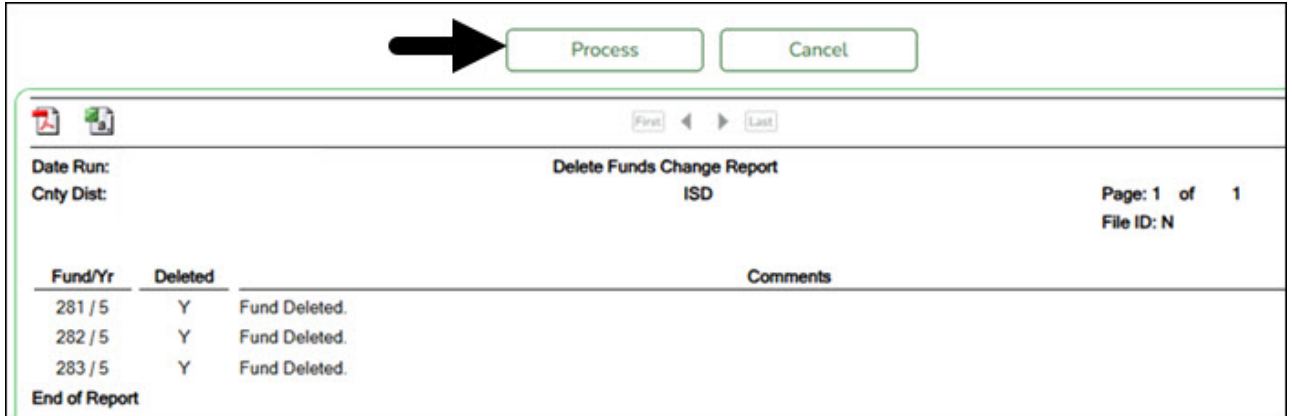 Process Cancel
First Last
Date Run: Delete Funds Change Report
Cnty Dist: ISD Page: 1 of 1
File ID: N
Fund/Yr Deleted Comments
281 / 5 Y Fund Deleted.
282 / 5 Y Fund Deleted.
283 / 5 Y Fund Deleted.
End of Report